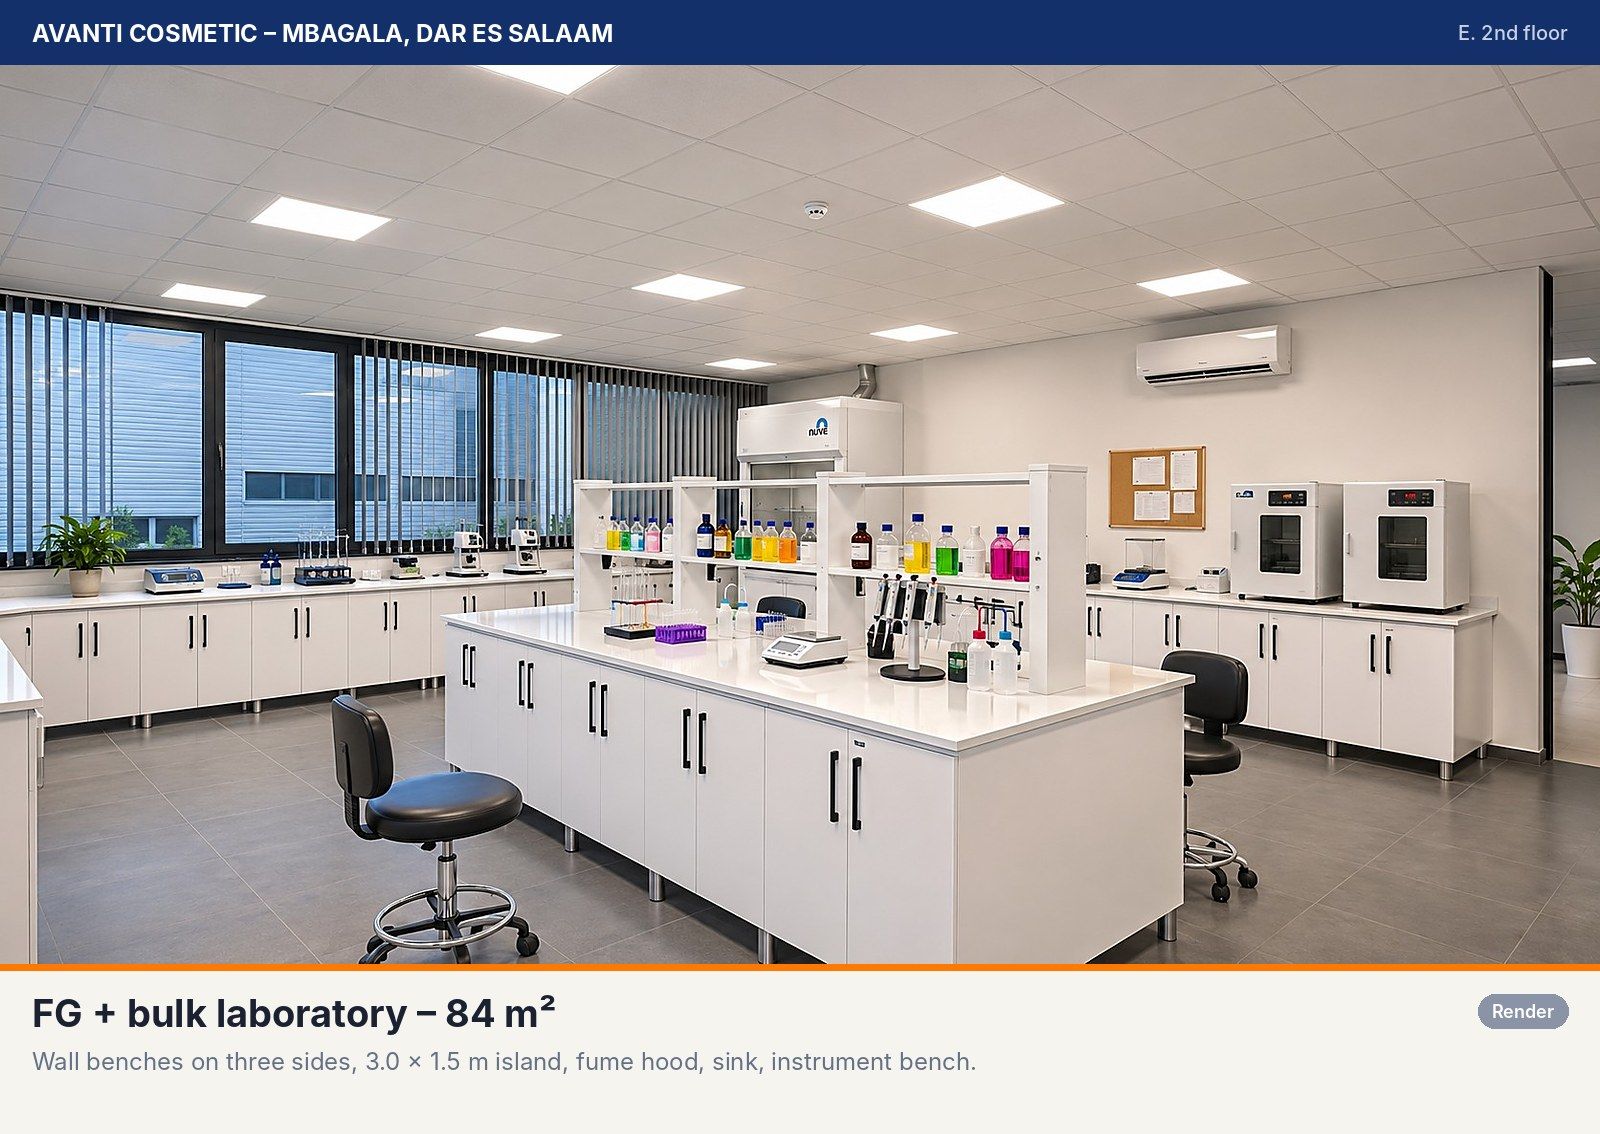 AVANTI COSMETIC – MBAGALA, DAR ES SALAAM
E. 2nd floor
nüve
FG + bulk laboratory – 84 m²
Render
Wall benches on three sides, 3.0 × 1.5 m island, fume hood, sink, instrument bench.